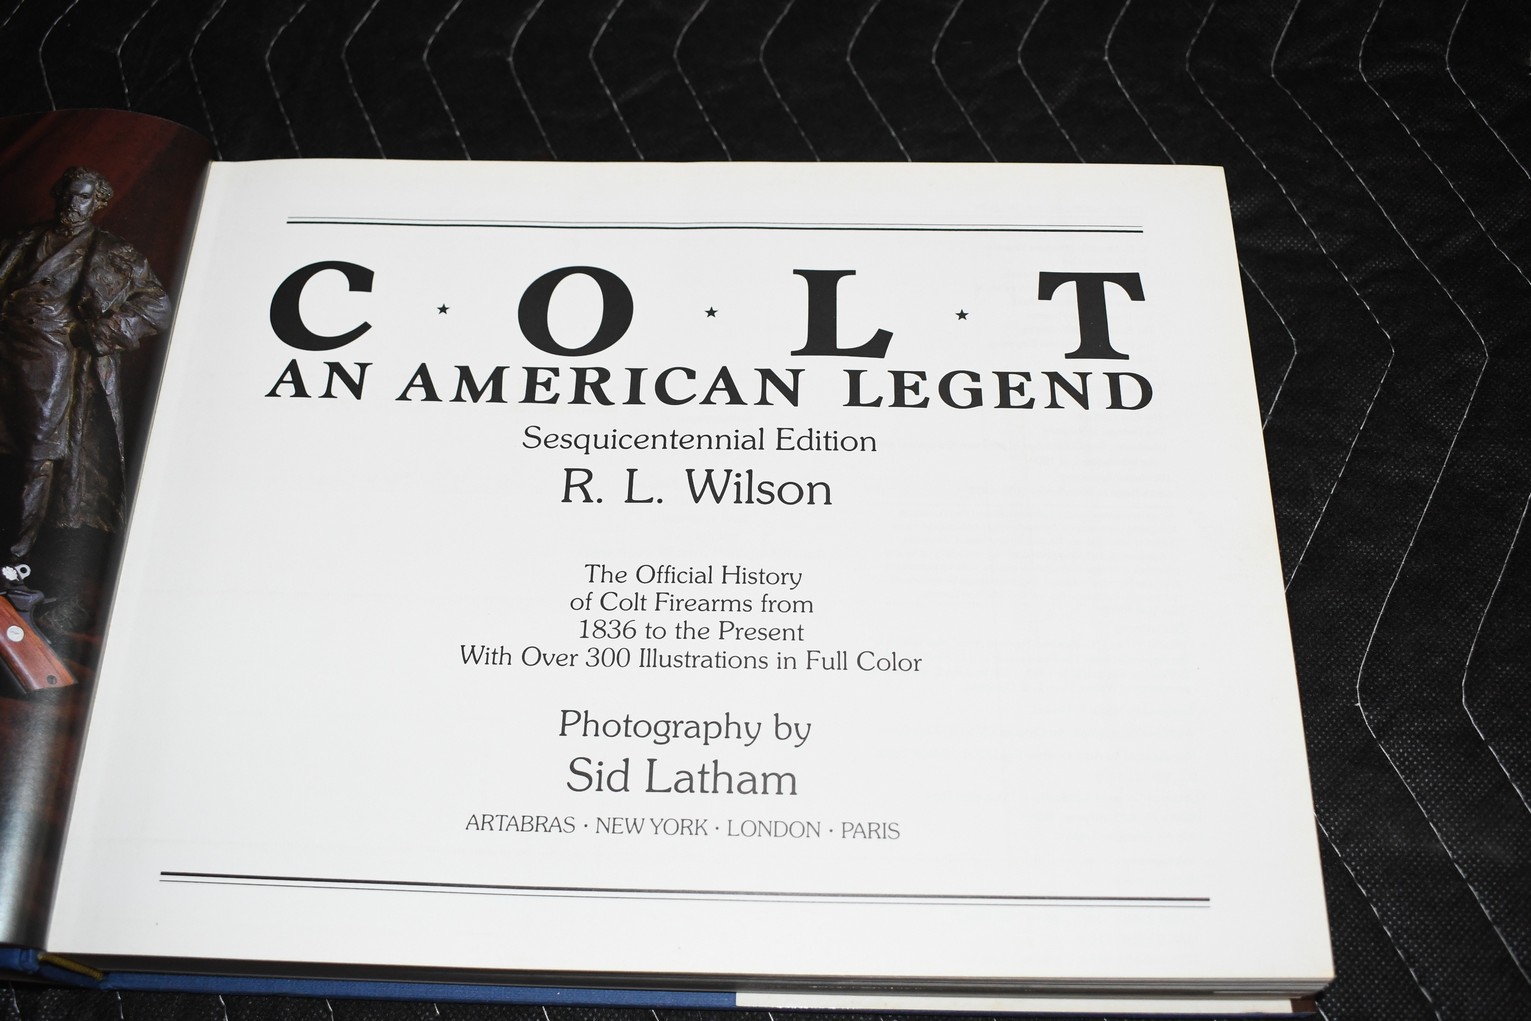 C ⋆ O ⋆ L ⋆ T
AN AMERICAN LEGEND
Sesquicentennial Edition
R. L. Wilson
The Official History
of Colt Firearms from
1836 to the Present
With Over 300 Illustrations in Full Color
Photography by
Sid Latham
ARTABRAS · NEW YORK · LONDON · PARIS